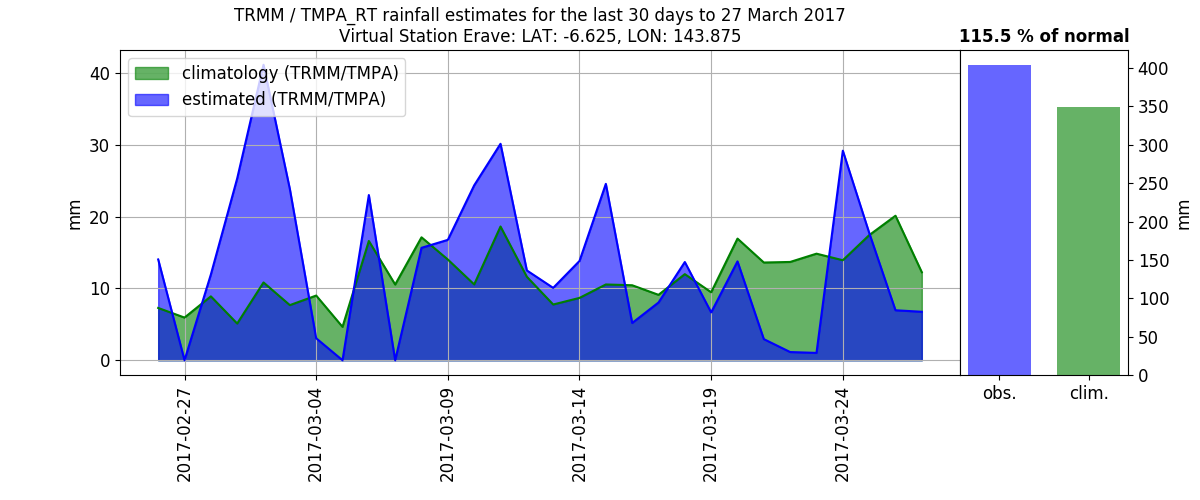 TRMM / TMPA_RT rainfall estimates for the last 30 days to 27 March 2017
Virtual Station Erave: LAT: -6.625, LON: 143.875
115.5 % of normal
climatology (TRMM/TMPA)
estimated (TRMM/TMPA)
mm
40
30
20
10
0
2017-02-27
2017-03-04
2017-03-09
2017-03-14
2017-03-19
2017-03-24
400
350
300
250
200
150
100
50
0
mm
obs.
clim.